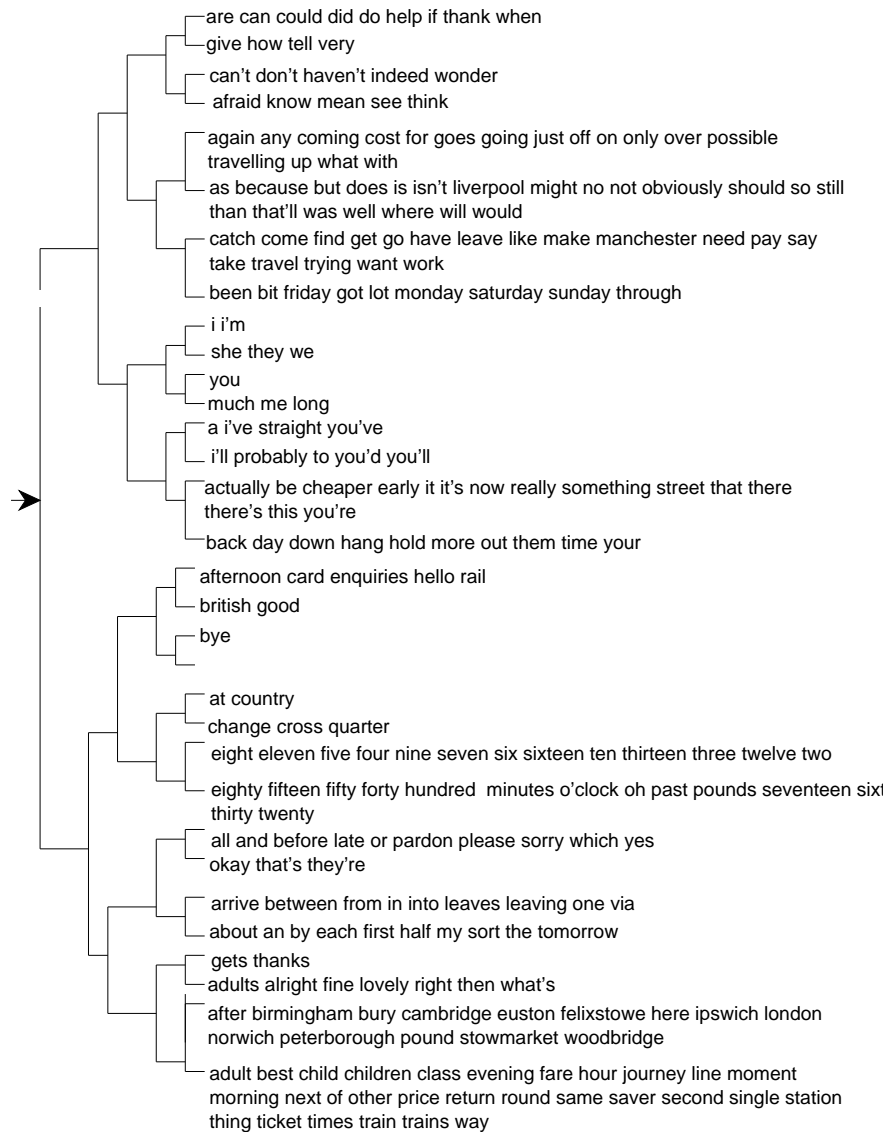 are can could did do help if thank when
give how tell very
can't don't haven't indeed wonder
afraid know mean see think
again any coming cost for goes going just off on only over possible
travelling up what with
as because but does is isn't liverpool might no not obviously should so still
than that'll was well where will would
catch come find get go have leave like make manchester need pay say
take travel trying want work
been bit friday got lot monday saturday sunday through
i i'm
she they we
you
much me long
a i've straight you've
i'll probably to you'd you'll
actually be cheaper early it it's now really something street that there
there's this you're
back day down hang hold more out them time your
afternoon card enquiries hello rail
british good
bye
at country
change cross quarter
eight eleven five four nine seven six sixteen ten thirteen three twelve two
eighty fifteen fifty forty hundred minutes o'clock oh past pounds seventeen sixt
thirty twenty
all and before late or pardon please sorry which yes
okay that's they're
arrive between from in into leaves leaving one via
about an by each first half my sort the tomorrow
gets thanks
adults alright fine lovely right then what's
after birmingham bury cambridge euston felixstowe here ipswich london
norwich peterborough pound stowmarket woodbridge
adult best child children class evening fare hour journey line moment
morning next of other price return round same saver second single station
thing ticket times train trains way